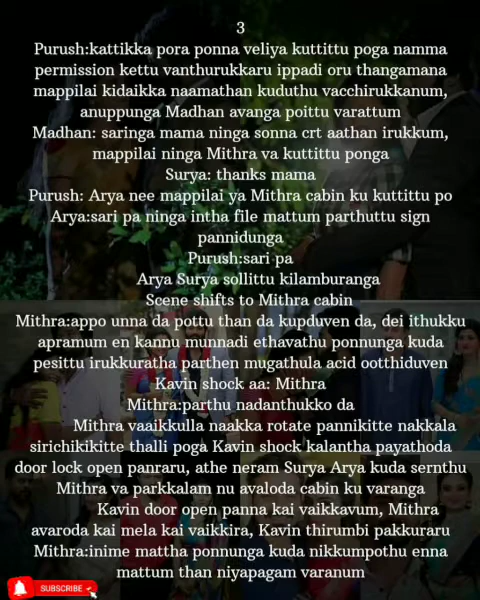 3
Purush:kattikka pora ponna veliya kuttittu poga namma
permission kettu vanthurukkaru ippadi oru thangamana
mappilai kidaikka naamathan kuduthu vacchirukkanum,
anuppunga Madhan avanga poittu varattum
Madhan: saringa mama ninga sonna crt aathan irukkum,
mappilai ninga Mithra va kuttittu ponga
Surya: thanks mama
Purush: Arya nee mappilai ya Mithra cabin ku kuttittu po
Arya:sari pa ninga intha file mattum parthuttu sign
pannidunga
Purush:sari pa
Arya Surya sollittu kilamburanga
Scene shifts to Mithra cabin
Mithra:appo unna da pottu than da kupduven da, dei ithukku
apramum en kannu munnadi ethavathu ponnunga kuda
pesittu irukkuratha parthen mugathula acid ootthiduven
Kavin shock aa: Mithra
Mithra:parthu nadanthukko da
Mithra vaaikkulla naakka rotate pannikitte nakkala
sirichikikitte thalli poga Kavin shock kalantha payathoda
door lock open panraru, athe neram Surya Arya kuda sernthu
Mithra va parkkalam nu avaloda cabin ku varanga
Kavin door open panna kai vaikkavum, Mithra
avaroda kai mela kai vaikkira, Kavin thirumbi pakkuraru
Mithra:inime mattha ponnunga kuda nikkumpothu enna
mattum than niyapagam varanum
SUBSCRIBE